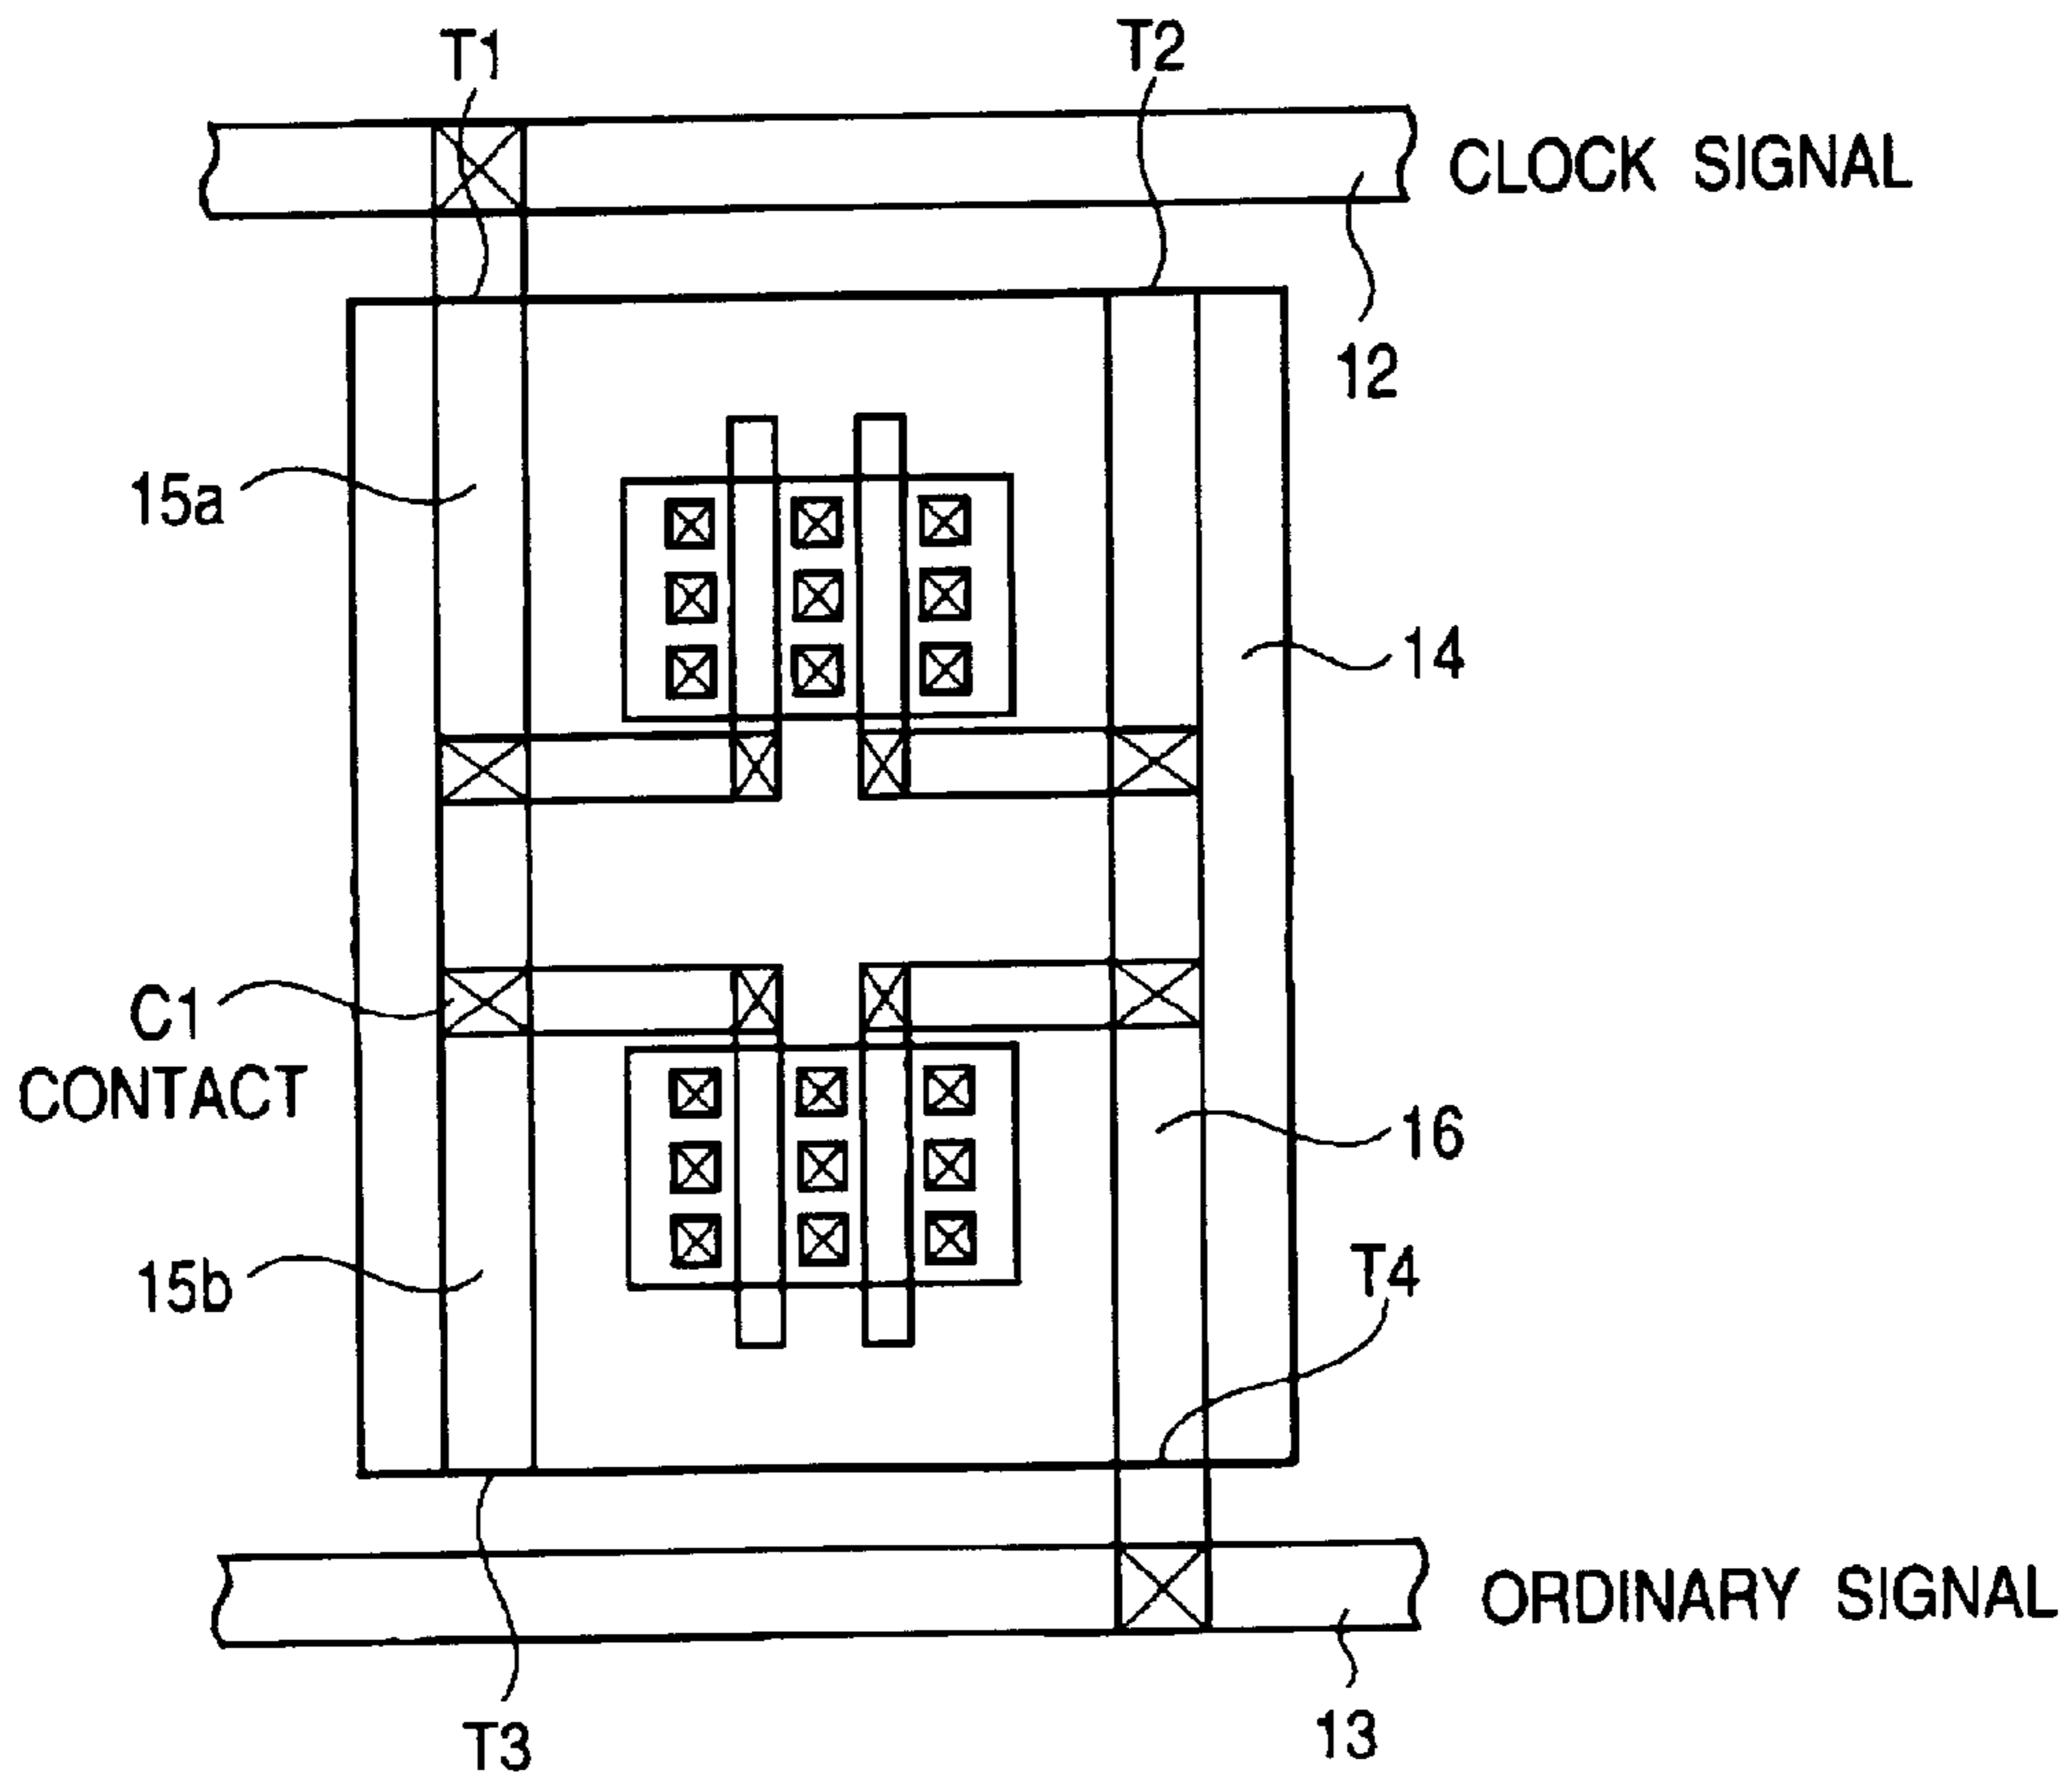 T1
T2
CLOCK SIGNAL
12
15a
14
C1
CONTACT
16
15b
T4
ORDINARY SIGNAL
T3
13